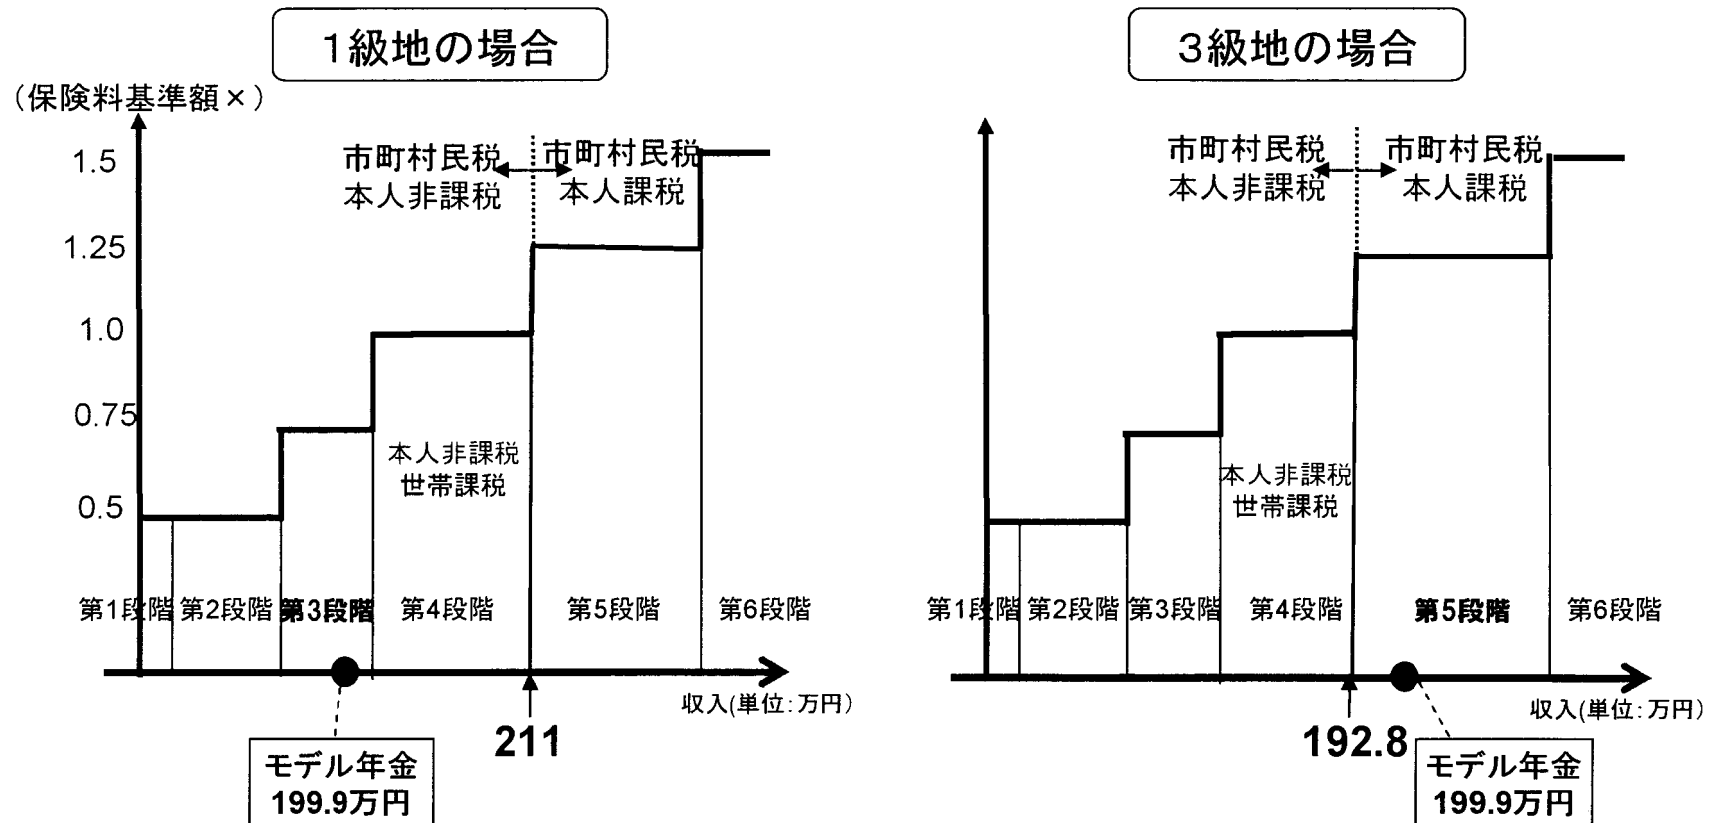 1級地の場合
(保険料基準額×)
1.5
1.25
1.0
0.75
0.5
市町村民税
本人非課税
市町村民税
本人課税
本人非課税
世帯課税
第1段階
第2段階
第3段階
第4段階
第5段階
第6段階
収入(単位:万円)
211
モデル年金
199.9万円
3級地の場合
市町村民税
本人非課税
市町村民税
本人課税
本人非課税
世帯課税
第1段階
第2段階
第3段階
第4段階
第5段階
第6段階
収入(単位:万円)
192.8
モデル年金
199.9万円